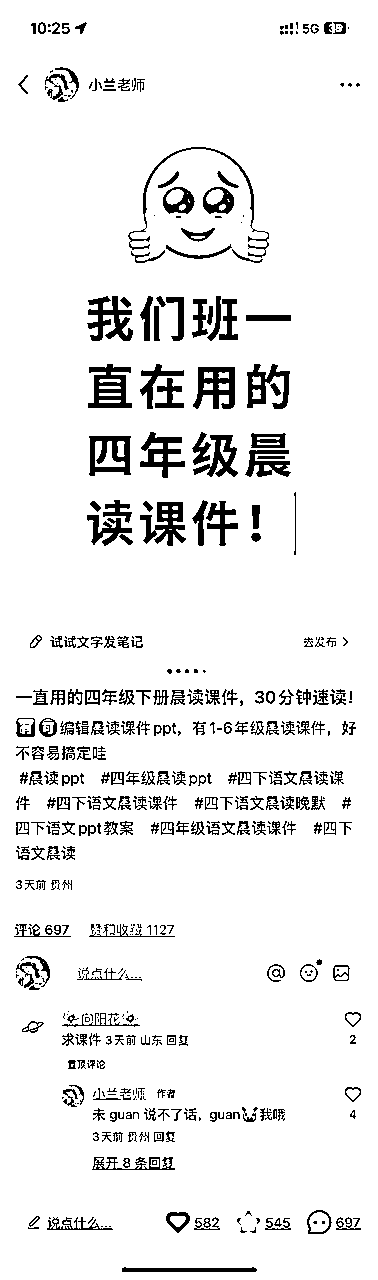 10:25
5G 39
小兰老师
我们班一
直在用的
四年级晨
读课件!
试试文字发笔记
去发布
一直用的四年级下册晨读课件，30分钟速读!
可编辑晨读课件ppt，有1-6年级晨读课件，好
不容易搞定哇
#晨读ppt #四年级晨读ppt #四下语文晨读课
件 #四下语文晨读课件 #四下语文晨读晚默 #
四下语文ppt教案 #四年级语文晨读课件 #四下
语文晨读
3天前 贵州
评论 697 赞和收藏 1127
说点什么...
向阳花
求课件 3天前 山东 回复
2
置顶评论
小兰老师 作者
未 guan 说不了话，guan我哦
4
3天前 贵州 回复
展开 8 条回复
说点什么... 582 545 697